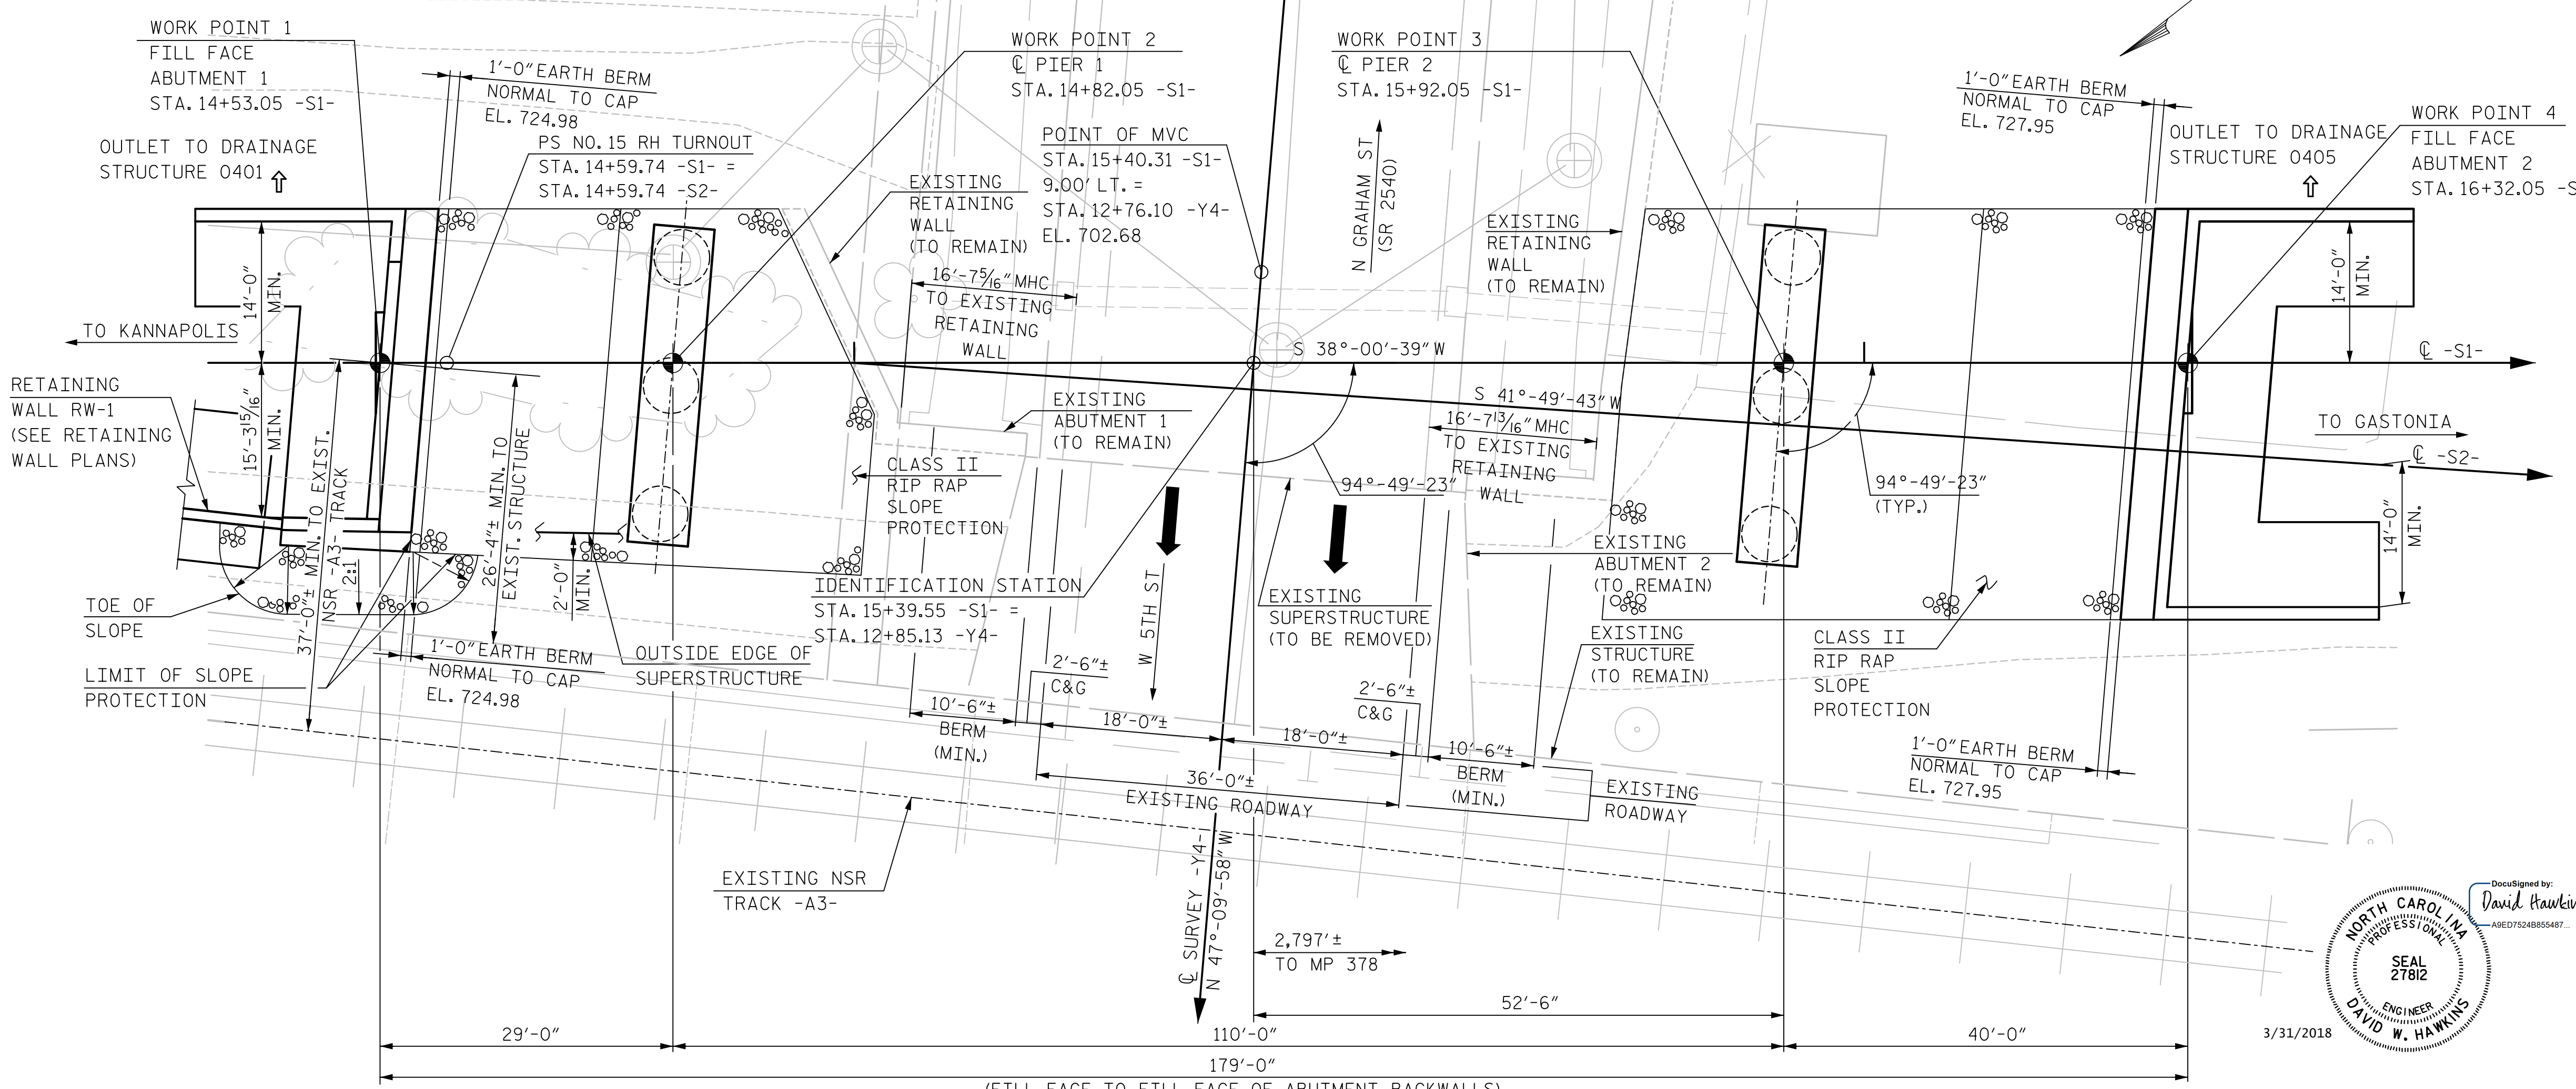 WORK POINT 1
FILL FACE
ABUTMENT 1
STA. 14+53.05 -S1-
1'-0" EARTH BERM
NORMAL TO CAP
EL. 724.98
OUTLET TO DRAINAGE
STRUCTURE 0401
PS NO. 15 RH TURNOUT
STA. 14+59.74 -S1- =
STA. 14+59.74 -S2-
WORK POINT 2
℄ PIER 1
STA. 14+82.05 -S1-
POINT OF MVC
STA. 15+40.31 -S1-
9.00' LT. =
STA. 12+76.10 -Y4-
EL. 702.68
EXISTING
RETAINING
WALL
(TO REMAIN)
16'-7 5/16" MHC
TO EXISTING
RETAINING
WALL
WORK POINT 3
℄ PIER 2
STA. 15+92.05 -S1-
N GRAHAM ST
(SR 2540)
EXISTING
RETAINING
WALL
(TO REMAIN)
1'-0" EARTH BERM
NORMAL TO CAP
EL. 727.95
OUTLET TO DRAINAGE
STRUCTURE 0405
WORK POINT 4
FILL FACE
ABUTMENT 2
STA. 16+32.05 -S
14'-0"
MIN.
14'-0"
MIN.
TO KANNAPOLIS
S 38°-00'-39" W
℄ -S1-
RETAINING
WALL RW-1
(SEE RETAINING
WALL PLANS)
15'-3 15/16"
MIN.
37'-0"± MIN. TO EXIST.
NSR -A3- TRACK
2:1
26'-4"± MIN. TO
EXIST. STRUCTURE
2'-0"
MIN.
EXISTING
ABUTMENT 1
(TO REMAIN)
S 41°-49'-43" W
16'-7 13/16" MHC
TO EXISTING
RETAINING
WALL
TO GASTONIA
℄ -S2-
CLASS II
RIP RAP
SLOPE
PROTECTION
94°-49'-23"
94°-49'-23"
(TYP.)
14'-0"
MIN.
EXISTING
ABUTMENT 2
(TO REMAIN)
TOE OF
SLOPE
IDENTIFICATION STATION
STA. 15+39.55 -S1- =
STA. 12+85.13 -Y4-
W 5TH ST
EXISTING
SUPERSTRUCTURE
(TO BE REMOVED)
EXISTING
STRUCTURE
(TO REMAIN)
CLASS II
RIP RAP
SLOPE
PROTECTION
LIMIT OF SLOPE
PROTECTION
1'-0" EARTH BERM
NORMAL TO CAP
EL. 724.98
OUTSIDE EDGE OF
SUPERSTRUCTURE
2'-6"±
C&G
2'-6"±
C&G
10'-6"±
BERM
(MIN.)
18'-0"±
18'-0"±
10'-6"±
BERM
(MIN.)
36'-0"±
EXISTING ROADWAY
EXISTING
ROADWAY
1'-0" EARTH BERM
NORMAL TO CAP
EL. 727.95
EXISTING NSR
TRACK -A3-
℄ SURVEY -Y4-
N 47°-09'-58" W
2,797'±
TO MP 378
52'-6"
29'-0"
110'-0"
40'-0"
179'-0"
(FILL FACE TO FILL FACE OF ABUTMENT BACKWALLS)
DocuSigned by:
David Hawkin
A9ED7524B855487...
NORTH CAROLINA
PROFESSIONAL
SEAL
27812
ENGINEER
DAVID W. HAWKINS
3/31/2018